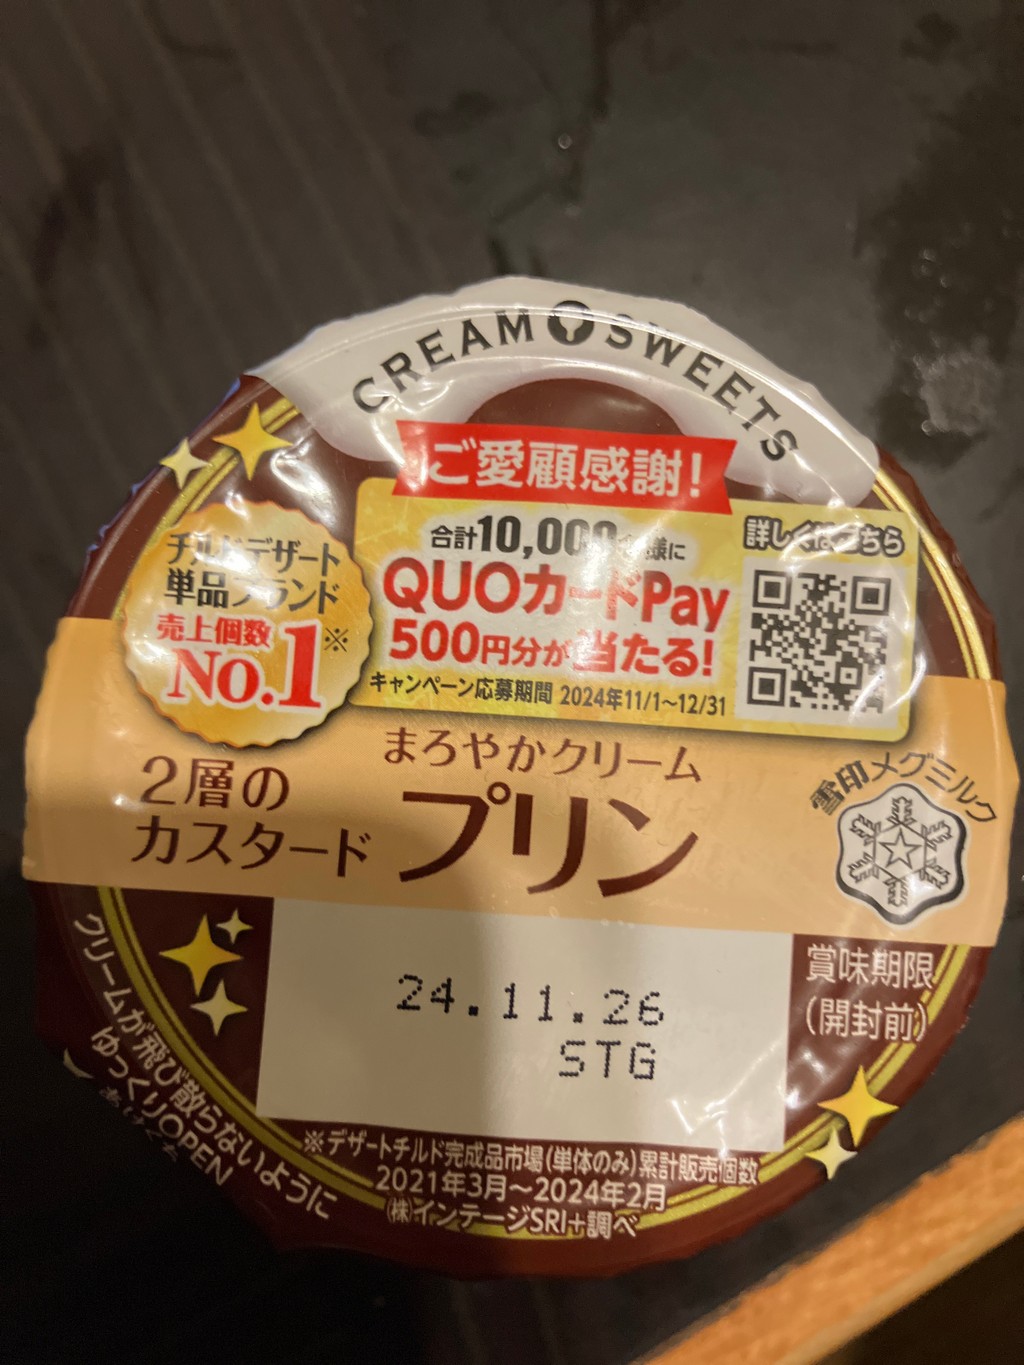 CREAM SWEETS
ご愛顧感謝!
チルドデザート
単品ブランド
売上個数
No.1※
合計10,000名様に
QUOカードPay
500円分が当たる!
キャンペーン応募期間 2024年11/1~12/31
詳しくはこちら
まろやかクリーム
2層の
カスタード
プリン
雪印メグミルク
24.11.26
STG
賞味期限
(開封前)
クリームが飛び散らないように
ゆっくりOPEN
※デザートチルド完成品市場(単体のみ)累計販売個数
2021年3月~2024年2月
㈱インテージSRI+調べ